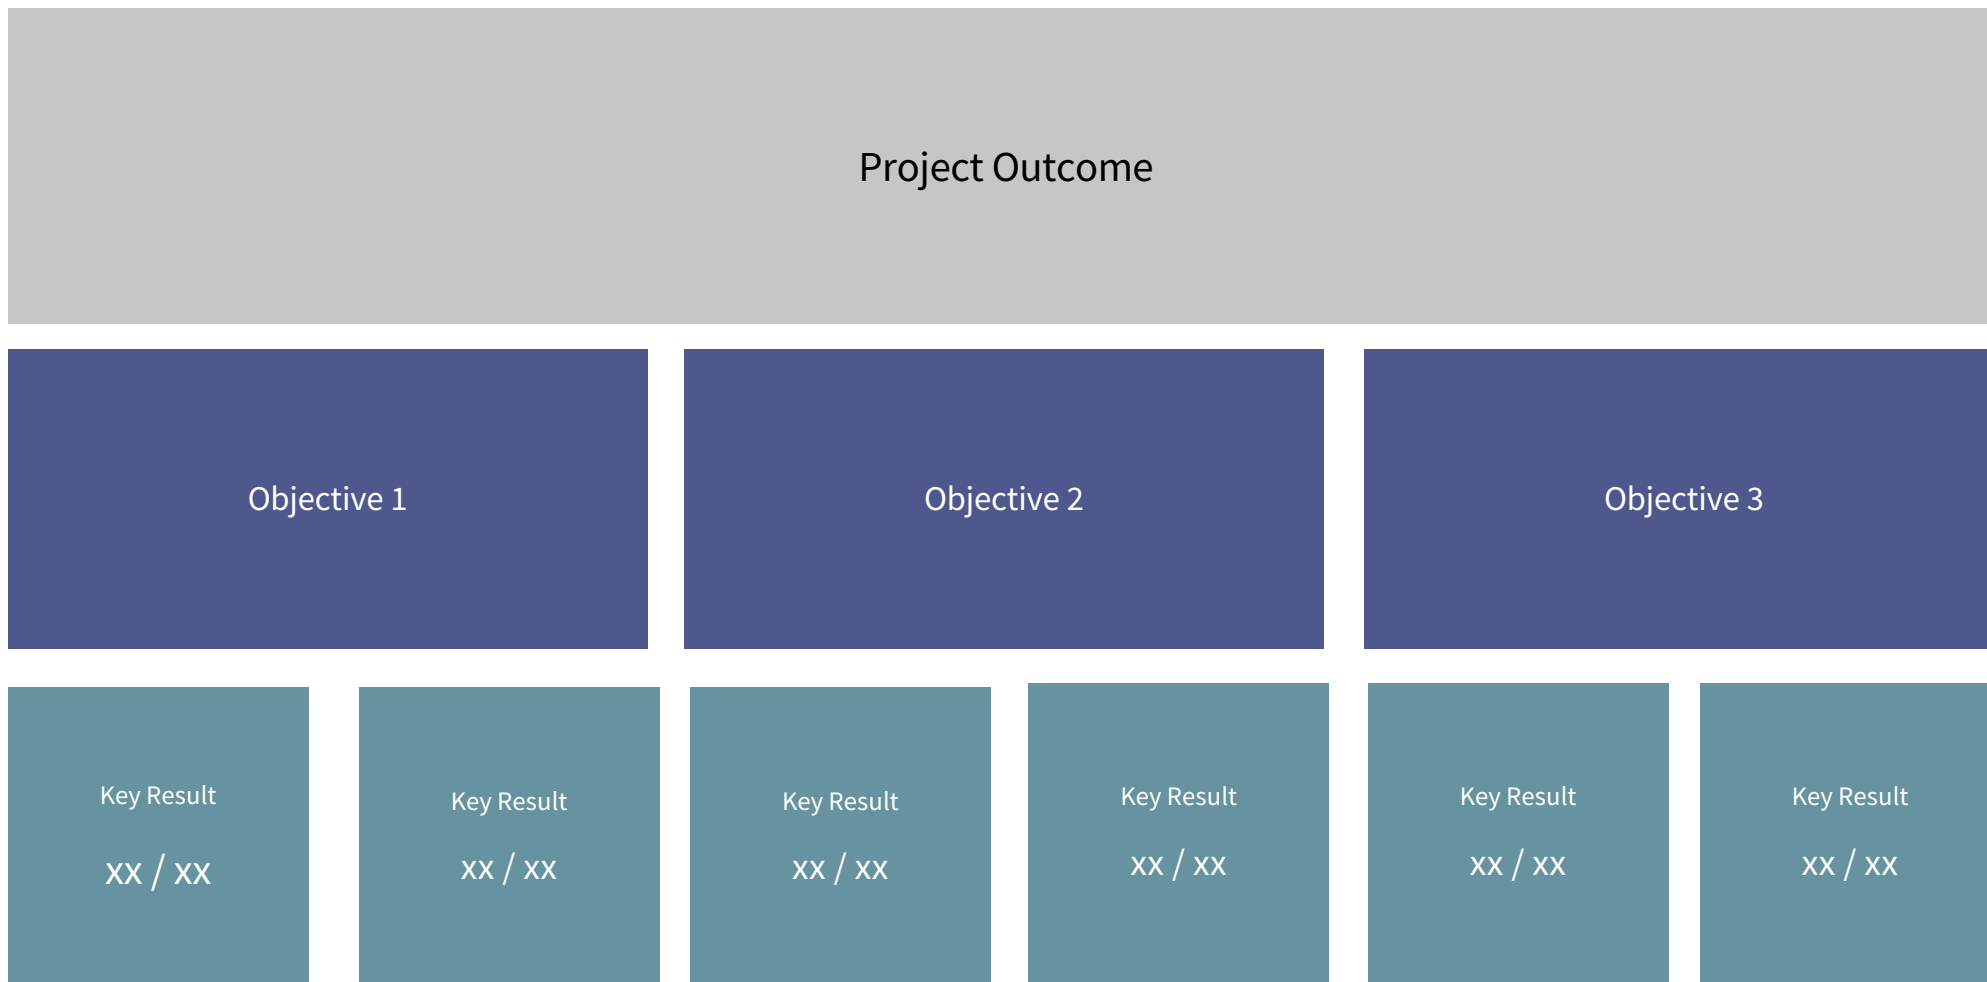 Project Outcome
Objective 1
Objective 2
Objective 3
Key Result
xx / xx
Key Result
xx / xx
Key Result
xx / xx
Key Result
xx / xx
Key Result
xx / xx
Key Result
xx / xx